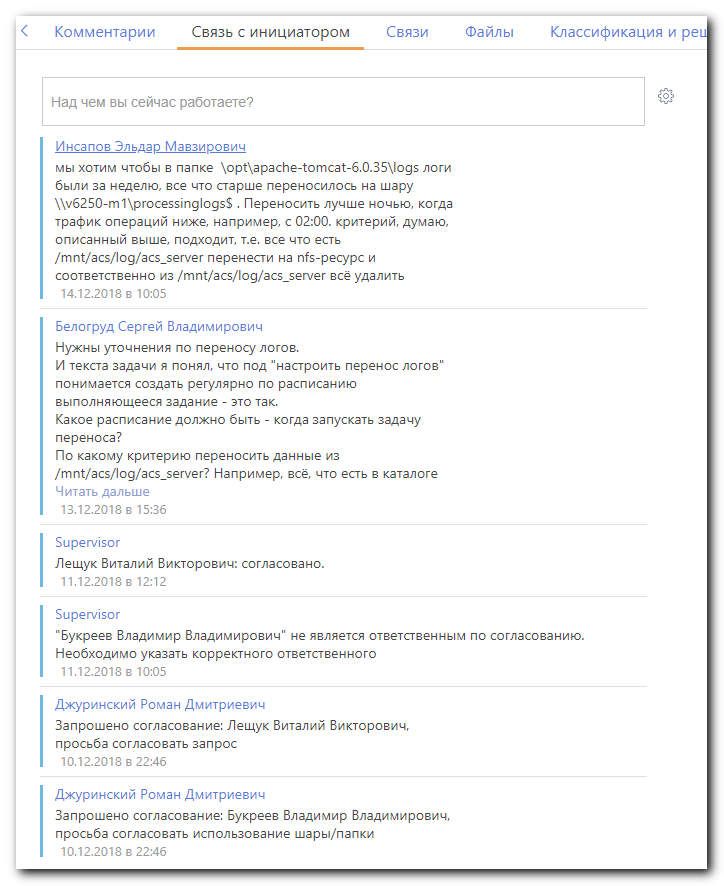 Комментарии Связь с инициатором Связи Файлы Классификация и реш
Над чем вы сейчас работаете?
Инсапов Эльдар Мавзирович
мы хотим чтобы в папке \opt\apache-tomcat-6.0.35\logs логи
были за неделю, все что старше переносилось на шару
\\v6250-m1\processinglogs$ . Переносить лучше ночью, когда
трафик операций ниже, например, с 02:00. критерий, думаю,
описанный выше, подходит, т.е. все что есть
/mnt/acs/log/acs_server перенести на nfs-ресурс и
соответственно из /mnt/acs/log/acs_server всё удалить
14.12.2018 в 10:05
Белогруд Сергей Владимирович
Нужны уточнения по переносу логов.
И текста задачи я понял, что под "настроить перенос логов"
понимается создать регулярно по расписанию
выполняющееся задание - это так.
Какое расписание должно быть - когда запускать задачу
переноса?
По какому критерию переносить данные из
/mnt/acs/log/acs_server? Например, всё, что есть в каталоге
Читать дальше
13.12.2018 в 15:36
Supervisor
Лещук Виталий Викторович: согласовано.
11.12.2018 в 12:12
Supervisor
"Букреев Владимир Владимирович" не является ответственным по согласованию.
Необходимо указать корректного ответственного
11.12.2018 в 10:05
Джуринский Роман Дмитриевич
Запрошено согласование: Лещук Виталий Викторович,
просьба согласовать запрос
10.12.2018 в 22:46
Джуринский Роман Дмитриевич
Запрошено согласование: Букреев Владимир Владимирович,
просьба согласовать использование шары/папки
10.12.2018 в 22:46